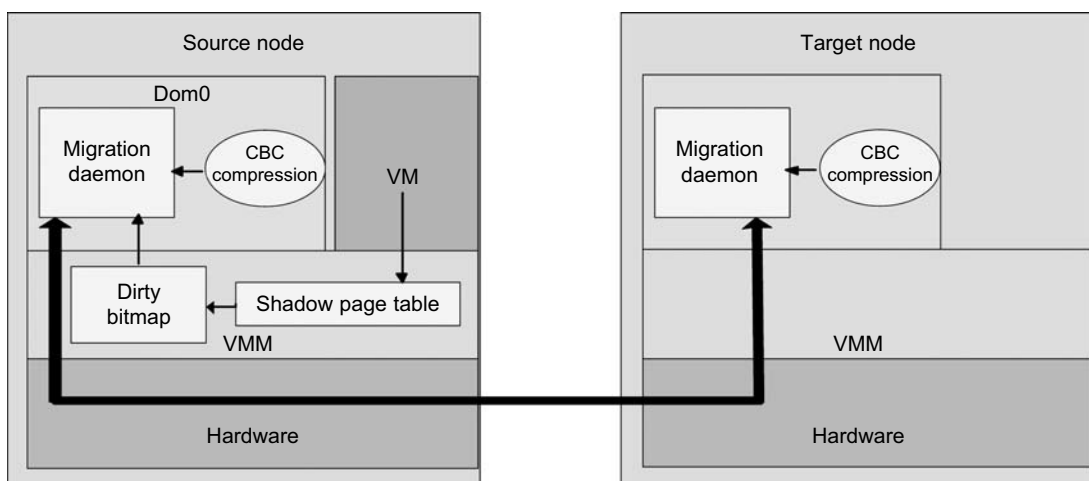 Source node
Dom0
Migration
daemon
CBC
compression
VM
Dirty
bitmap
Shadow page table
VMM
Hardware
Target node
Migration
daemon
CBC
compression
VMM
Hardware